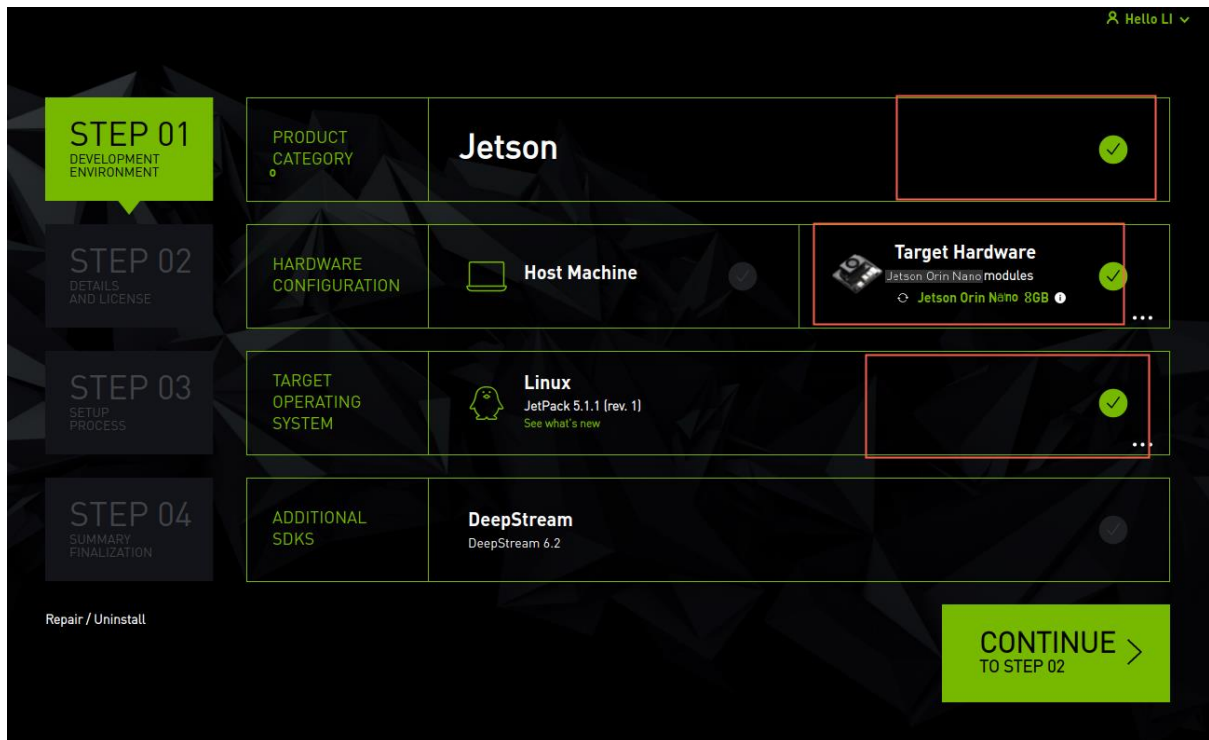 Hello LI
STEP 01
DEVELOPMENT
ENVIRONMENT
PRODUCT
CATEGORY
Jetson
STEP 02
DETAILS
AND LICENSE
HARDWARE
CONFIGURATION
Host Machine
Target Hardware
Jetson Orin Nano modules
Jetson Orin Nano 8GB
STEP 03
SETUP
PROCESS
TARGET
OPERATING
SYSTEM
Linux
JetPack 5.1.1 (rev. 1)
See what's new
...
STEP 04
SUMMARY
FINALIZATION
ADDITIONAL
SDKS
DeepStream
DeepStream 6.2
Repair / Uninstall
CONTINUE
TO STEP 02